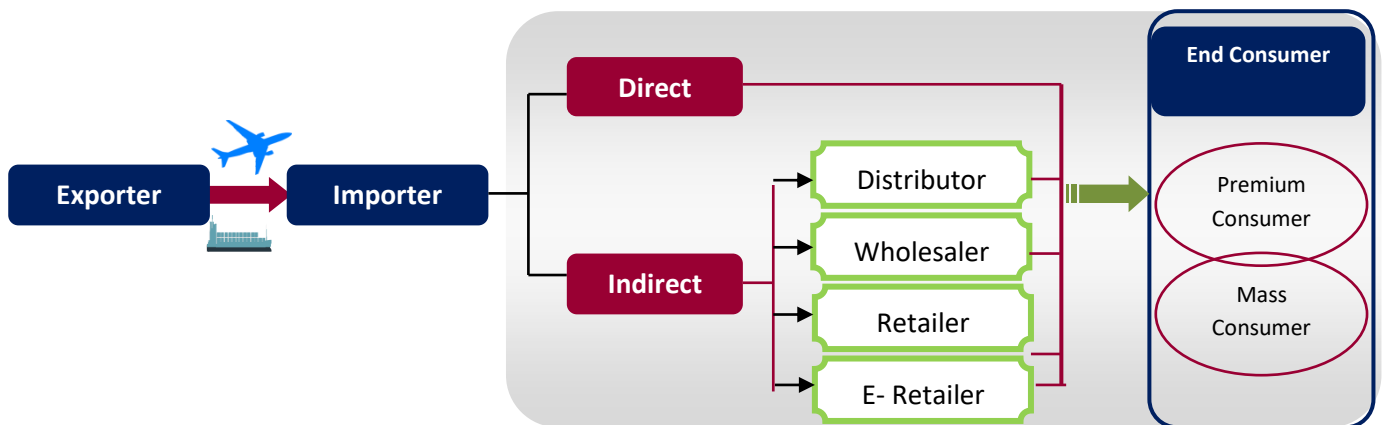 Exporter
Importer
Direct
Indirect
Distributor
Wholesaler
Retailer
E- Retailer
End Consumer
Premium
Consumer
Mass
Consumer